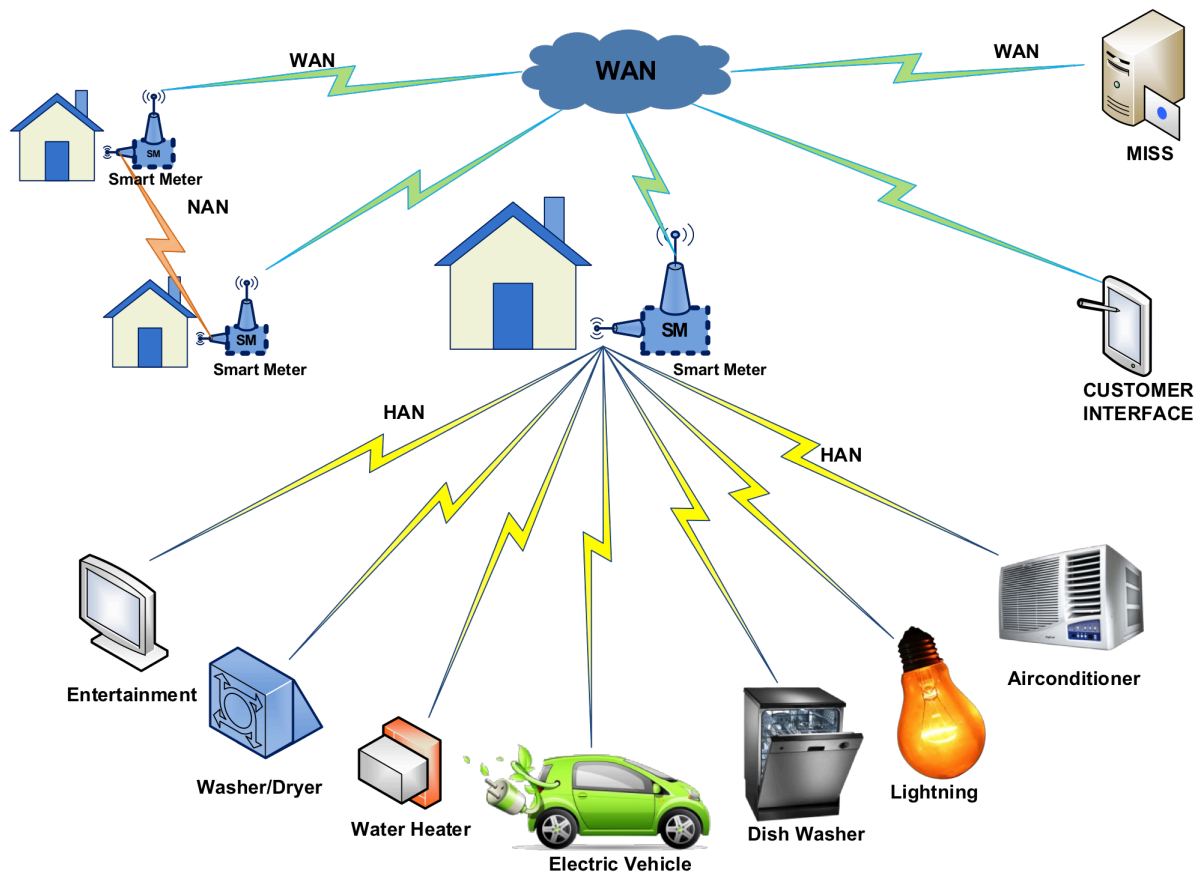 WAN
WAN
WAN
MISS
SM
Smart Meter
NAN
SM
Smart Meter
SM
Smart Meter
CUSTOMER
INTERFACE
HAN
HAN
Entertainment
Washer/Dryer
Water Heater
Electric Vehicle
Dish Washer
Lightning
Airconditioner